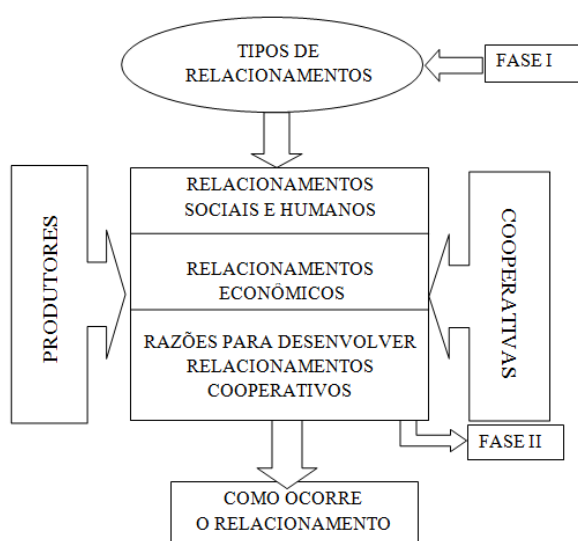 TIPOS DE
RELACIONAMENTOS
FASE I
RELACIONAMENTOS
SOCIAIS E HUMANOS
PRODUTORES
RELACIONAMENTOS
ECONÔMICOS
COOPERATIVAS
RAZÕES PARA DESENVOLVER
RELACIONAMENTOS
COOPERATIVOS
FASE II
COMO OCORRE
O RELACIONAMENTO